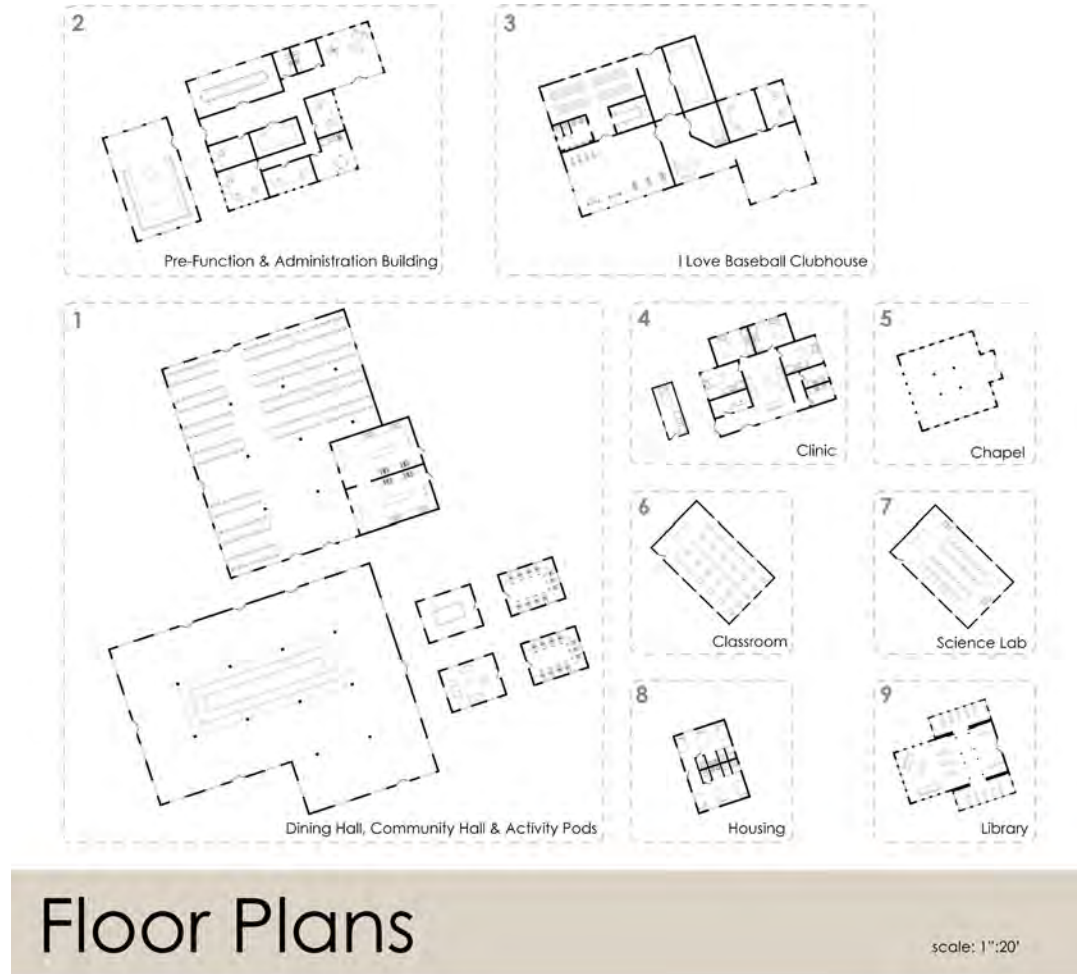 2
Pre-Function & Administration Building
3
I Love Baseball Clubhouse
1
Dining Hall, Community Hall & Activity Pods
4
Clinic
5
Chapel
6
Classroom
7
Science Lab
8
Housing
9
Library
Floor Plans
scale: 1":20'